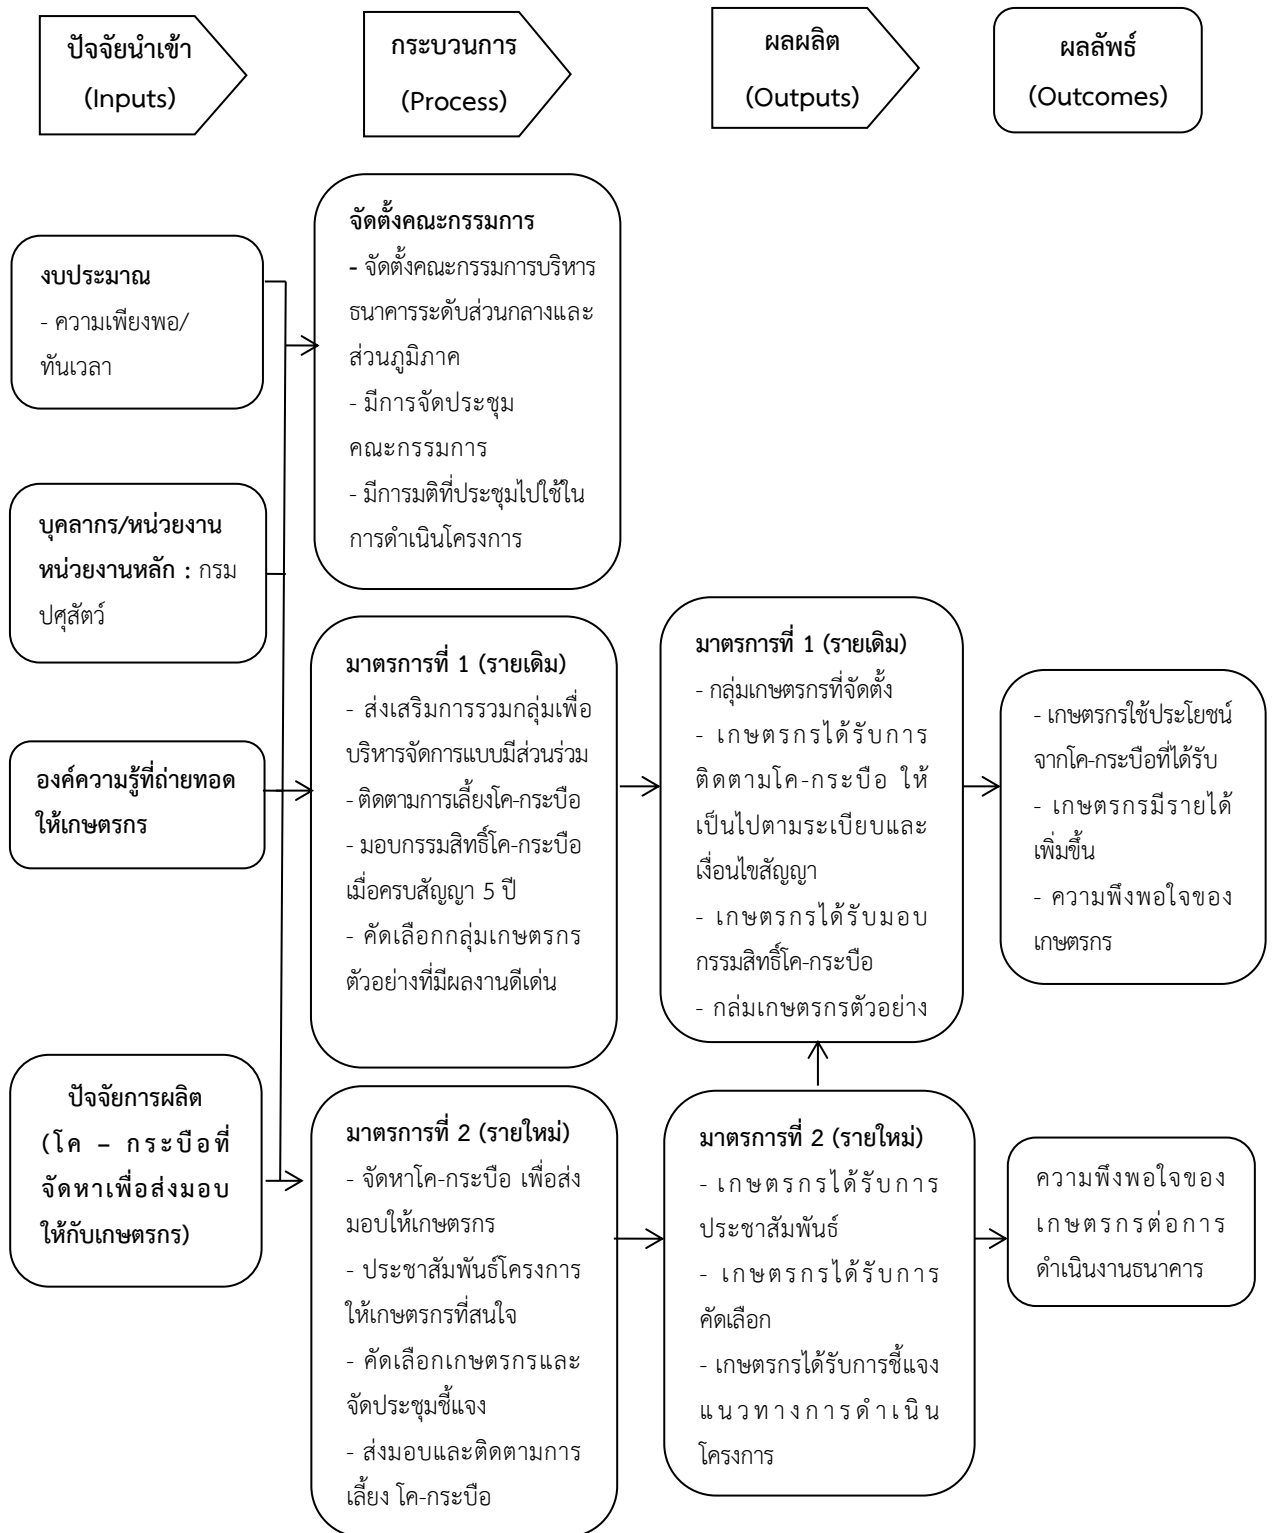 ปัจจัยนำเข้า
(Inputs)
กระบวนการ
(Process)
ผลผลิต
(Outputs)
ผลลัพธ์
(Outcomes)
งบประมาณ
- ความเพียงพอ/
ทันเวลา
บุคลากร/หน่วยงาน
หน่วยงานหลัก : กรม
ปศุสัตว์
องค์ความรู้ที่ถ่ายทอด
ให้เกษตรกร
ปัจจัยการผลิต
(โค – กระบือที่
จัดหาเพื่อส่งมอบ
ให้กับเกษตรกร)
จัดตั้งคณะกรรมการ
- จัดตั้งคณะกรรมการบริหาร
ธนาคารระดับส่วนกลางและ
ส่วนภูมิภาค
- มีการจัดประชุม
คณะกรรมการ
- มีการมติที่ประชุมไปใช้ใน
การดำเนินโครงการ
มาตรการที่ 1 (รายเดิม)
- ส่งเสริมการรวมกลุ่มเพื่อ
บริหารจัดการแบบมีส่วนร่วม
- ติดตามการเลี้ยงโค-กระบือ
- มอบกรรมสิทธิ์โค-กระบือ
เมื่อครบสัญญา 5 ปี
- คัดเลือกกลุ่มเกษตรกร
ตัวอย่างที่มีผลงานดีเด่น
มาตรการที่ 2 (รายใหม่)
- จัดหาโค-กระบือ เพื่อส่ง
มอบให้เกษตรกร
- ประชาสัมพันธ์โครงการ
ให้เกษตรกรที่สนใจ
- คัดเลือกเกษตรกรและ
จัดประชุมชี้แจง
- ส่งมอบและติดตามการ
เลี้ยง โค-กระบือ
มาตรการที่ 1 (รายเดิม)
- กลุ่มเกษตรกรที่จัดตั้ง
- เกษตรกรได้รับการ
ติดตามโค-กระบือ ให้
เป็นไปตามระเบียบและ
เงื่อนไขสัญญา
- เกษตรกรได้รับมอบ
กรรมสิทธิ์โค-กระบือ
- กลุ่มเกษตรกรตัวอย่าง
มาตรการที่ 2 (รายใหม่)
- เกษตรกรได้รับการ
ประชาสัมพันธ์
- เกษตรกรได้รับการ
คัดเลือก
- เกษตรกรได้รับการชี้แจง
แนวทางการดำเนิน
โครงการ
- เกษตรกรใช้ประโยชน์
จากโค-กระบือที่ได้รับ
- เกษตรกรมีรายได้
เพิ่มขึ้น
- ความพึงพอใจของ
เกษตรกร
ความพึงพอใจของ
เกษตรกรต่อการ
ดำเนินงานธนาคาร